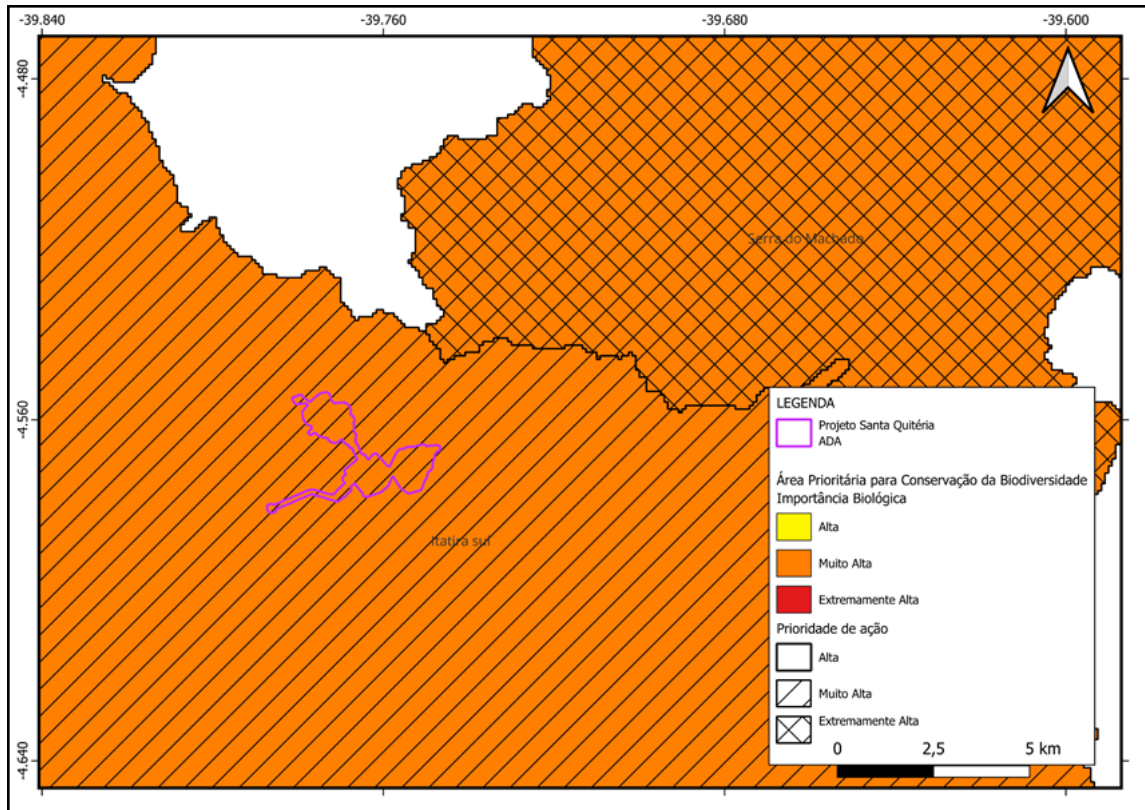 -39.840 -39.760 -39.680 -39.600
-4.480
Serra do Machado
-4.560
Itatira sul
-4.640
LEGENDA
Projeto Santa Quitéria
ADA
Área Prioritária para Conservação da Biodiversidade
Importância Biológica
Alta
Muito Alta
Extremamente Alta
Prioridade de ação
Alta
Muito Alta
Extremamente Alta
0 2,5 5 km